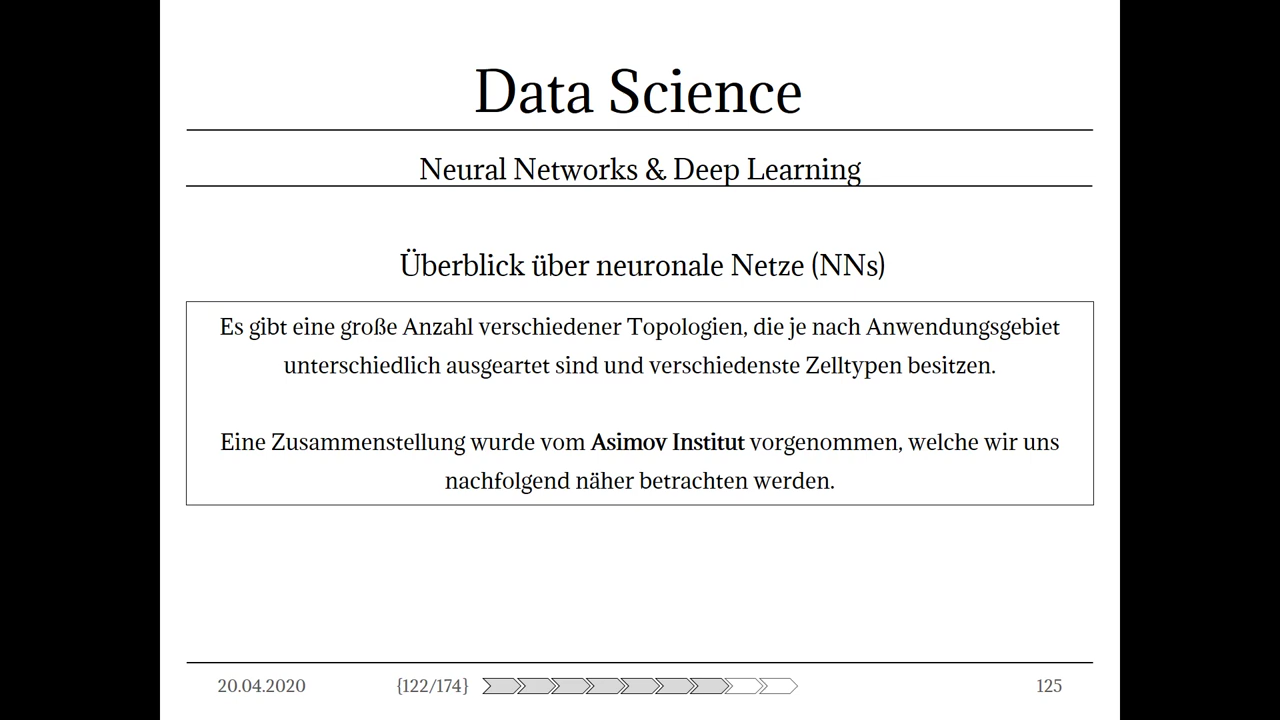 Data Science
Neural Networks & Deep Learning
Überblick über neuronale Netze (NNs)
Es gibt eine große Anzahl verschiedener Topologien, die je nach Anwendungsgebiet
unterschiedlich ausgeartet sind und verschiedenste Zelltypen besitzen.
Eine Zusammenstellung wurde vom Asimov Institut vorgenommen, welche wir uns
nachfolgend näher betrachten werden.
20.04.2020 {122/174} 125